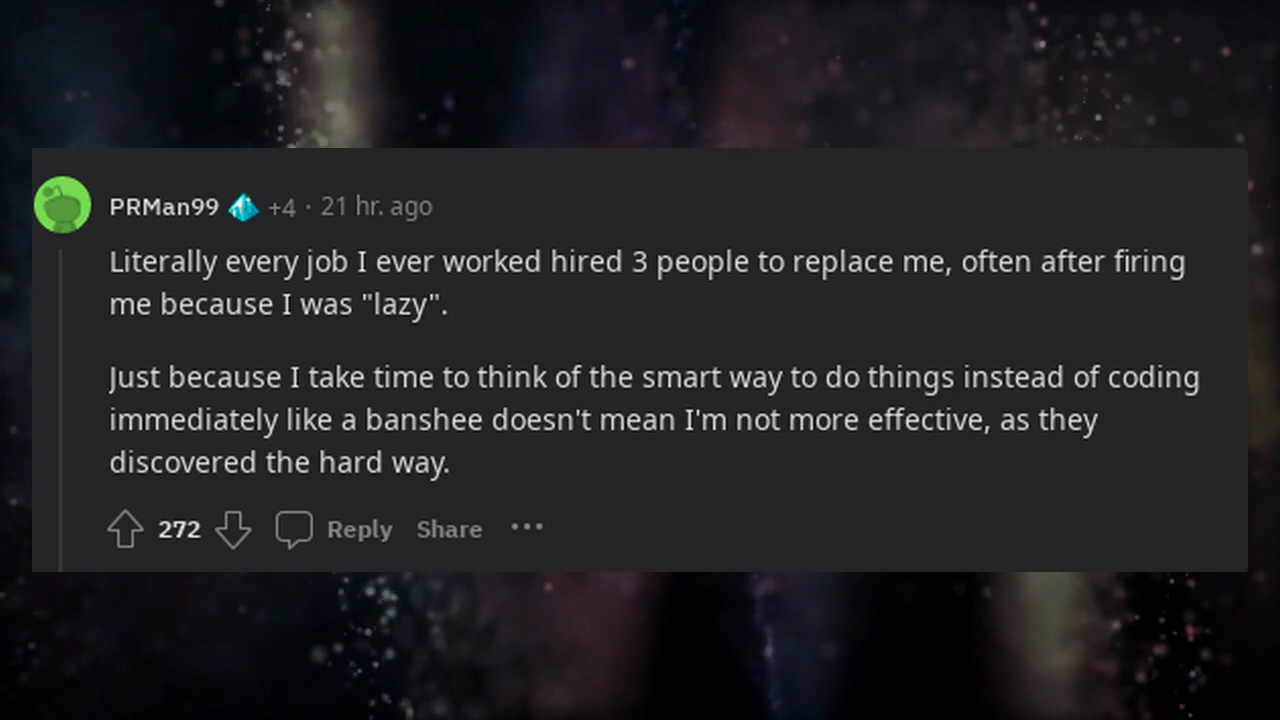 PRMan99 +4 · 21 hr. ago
Literally every job I ever worked hired 3 people to replace me, often after firing
me because I was "lazy".
Just because I take time to think of the smart way to do things instead of coding
immediately like a banshee doesn't mean I'm not more effective, as they
discovered the hard way.
272 Reply Share ···